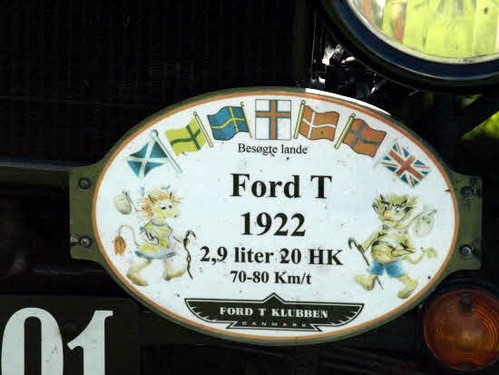 Besøgte lande
Ford T
1922
2,9 liter 20 HK
70-80 Km/t
FORD T KLUBBEN
DANMARK
01